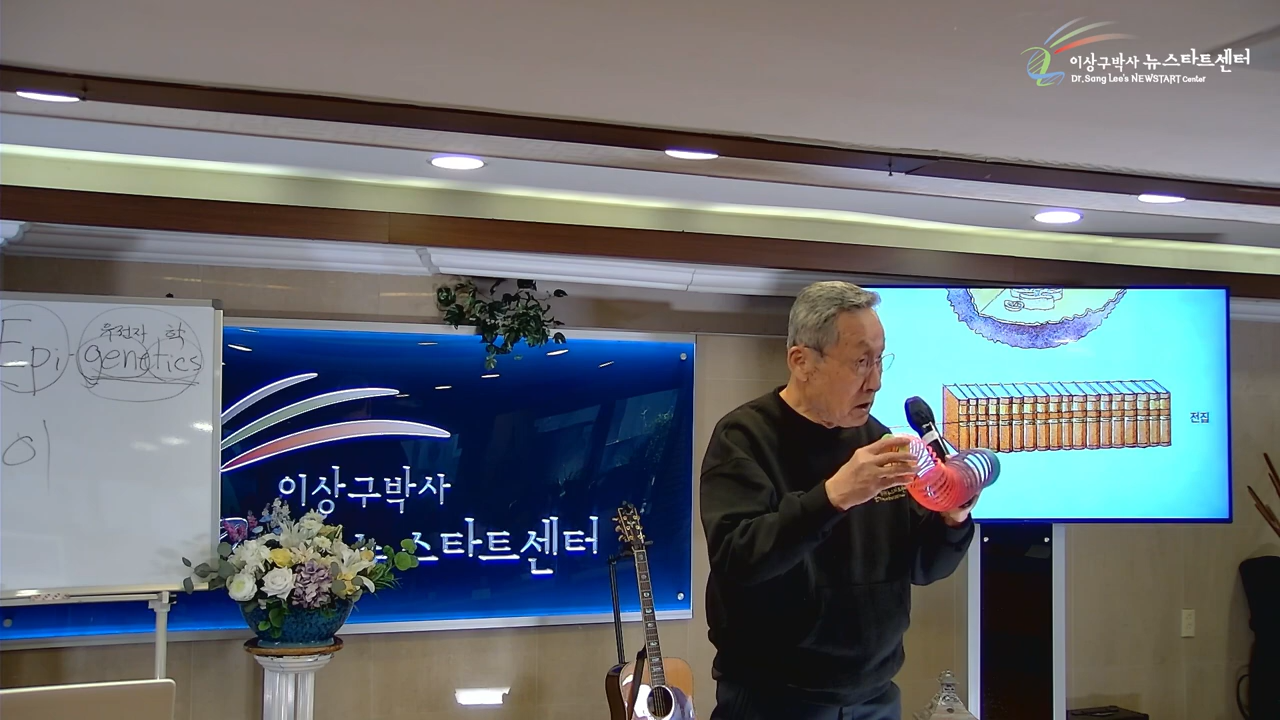 이상구박사 뉴스타트센터
Dr. Sang Lee's NEWSTART Center
유전자 학
Epi-genetics
이
이상구박사
뉴스타트센터
전집